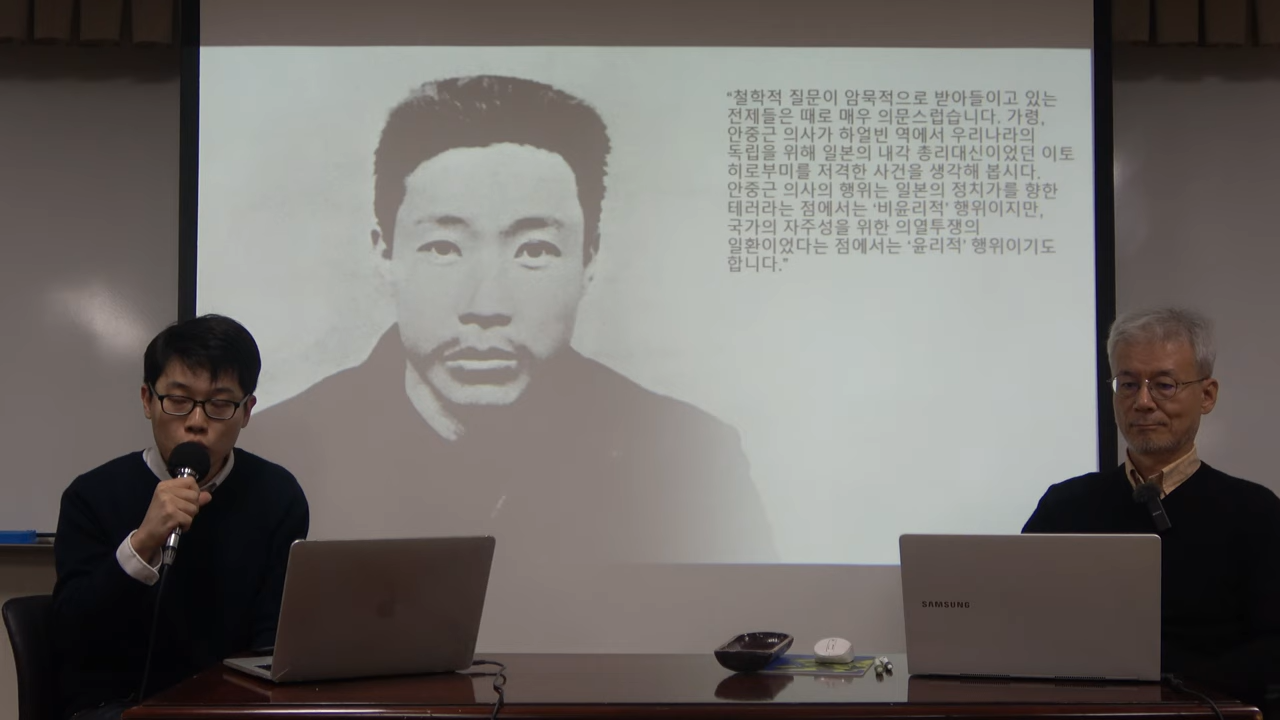 “철학적 질문이 암묵적으로 받아들이고 있는
전제들은 때로 매우 의문스럽습니다. 가령,
안중근 의사가 하얼빈 역에서 우리나라의
독립을 위해 일본의 내각 총리대신이었던 이토
히로부미를 저격한 사건을 생각해 봅시다.
안중근 의사의 행위는 일본의 정치가를 향한
테러라는 점에서는 ‘비윤리적’ 행위이지만,
국가의 자주성을 위한 의열투쟁의
일환이었다는 점에서는 ‘윤리적’ 행위이기도
합니다.”
SAMSUNG